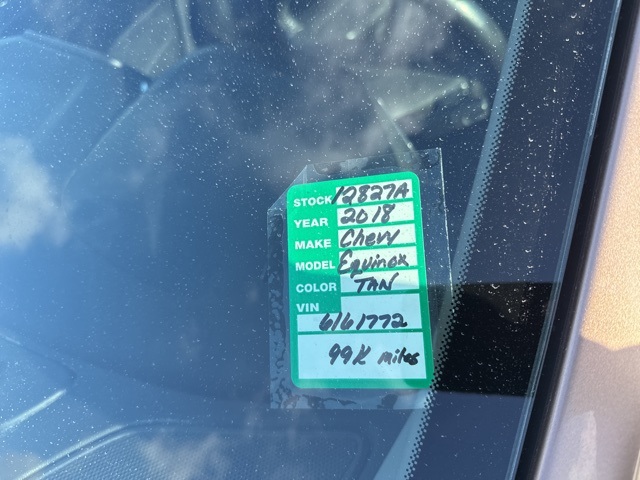 STOCK 12827A
YEAR 2018
MAKE Chevy
MODEL Equinox
COLOR TAN
VIN
6161772
99K miles